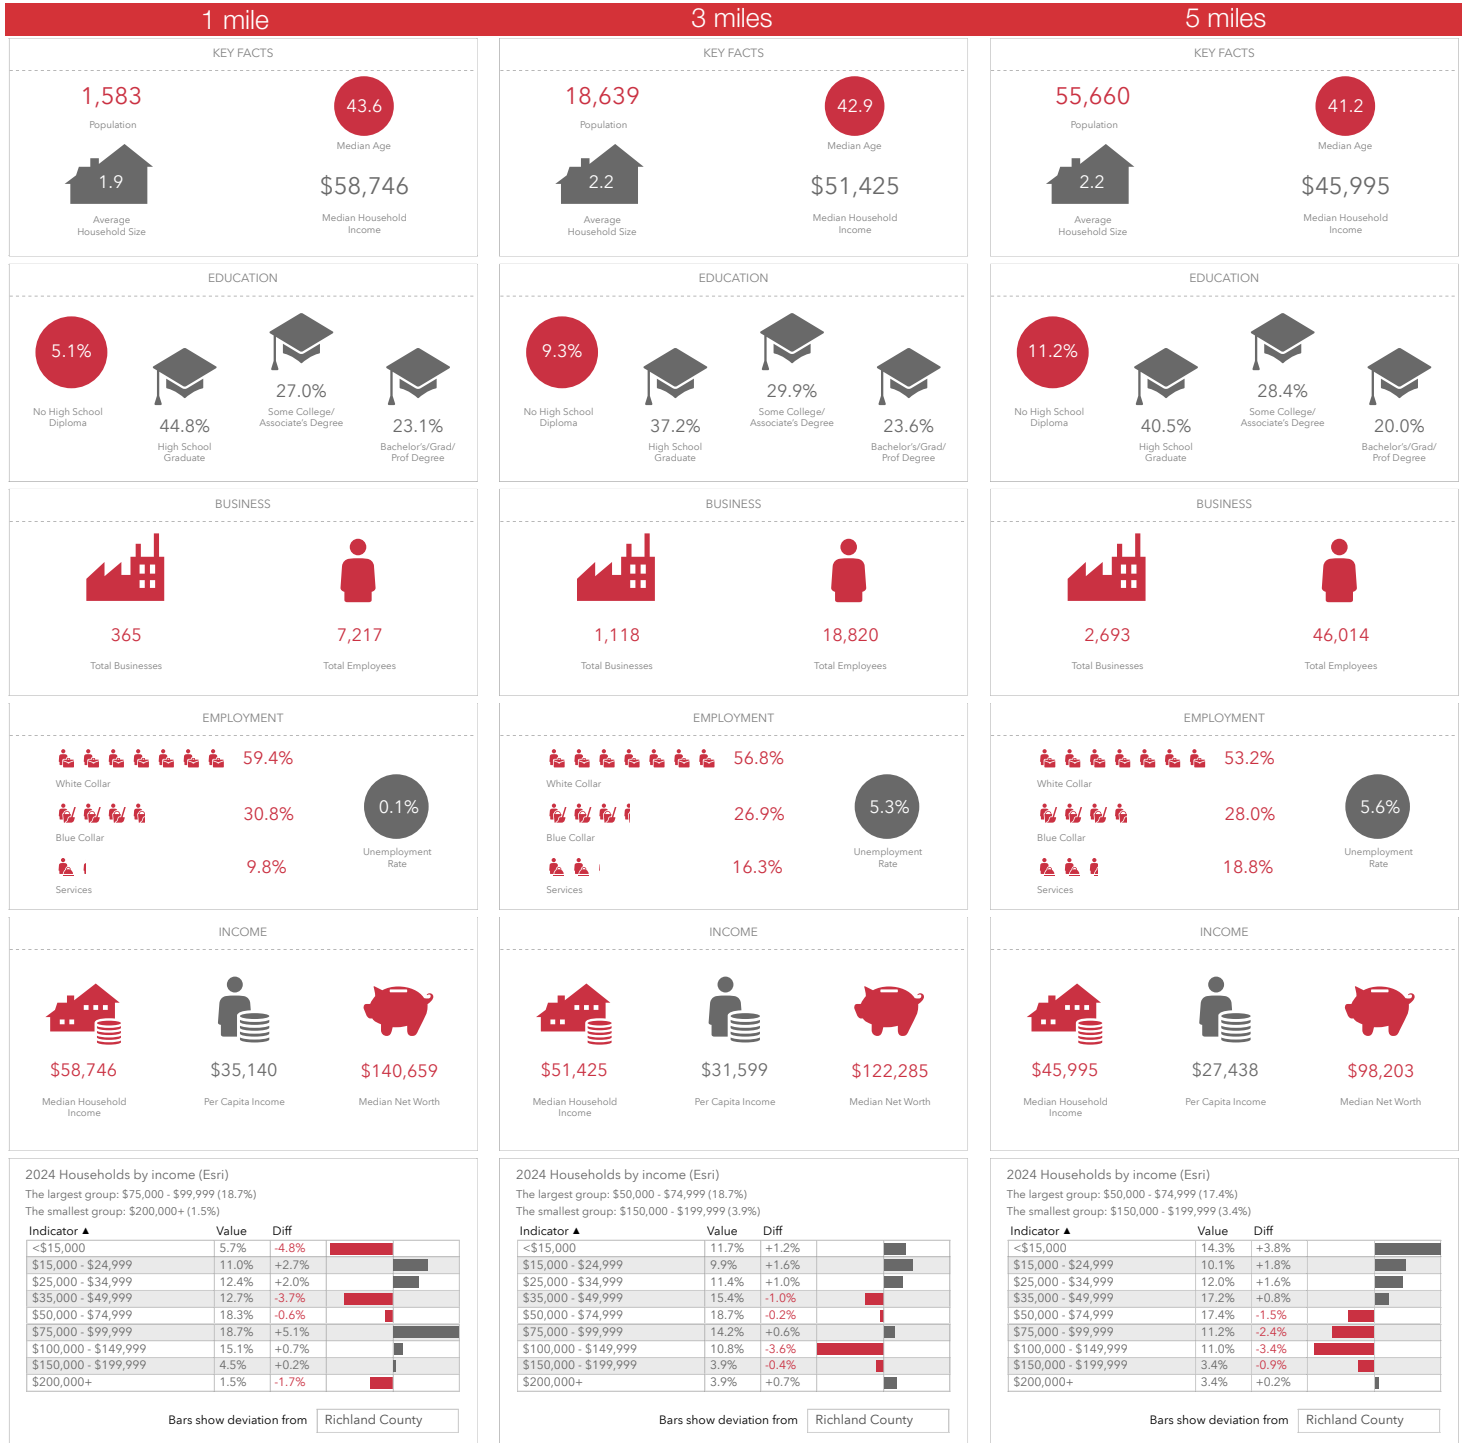 1 mile
KEY FACTS
1,583
Population
43.6
Median Age
1.9
Average
Household Size
$58,746
Median Household
Income
EDUCATION
5.1%
No High School
Diploma
44.8%
High School
Graduate
27.0%
Some College/
Associate's Degree
23.1%
Bachelor's/Grad/
Prof Degree
BUSINESS
365
Total Businesses
7,217
Total Employees
EMPLOYMENT
59.4%
White Collar
30.8%
Blue Collar
9.8%
Services
0.1%
Unemployment
Rate
INCOME
$58,746
Median Household
Income
$35,140
Per Capita Income
$140,659
Median Net Worth
2024 Households by income (Esri)
The largest group: $75,000 - $99,999 (18.7%)
The smallest group: $200,000+ (1.5%)
Indicator ▲ Value Diff
<$15,000 5.7% -4.8%
$15,000 - $24,999 11.0% +2.7%
$25,000 - $34,999 12.4% +2.0%
$35,000 - $49,999 12.7% -3.7%
$50,000 - $74,999 18.3% -0.6%
$75,000 - $99,999 18.7% +5.1%
$100,000 - $149,999 15.1% +0.7%
$150,000 - $199,999 4.5% +0.2%
$200,000+ 1.5% -1.7%
Bars show deviation from Richland County
3 miles
KEY FACTS
18,639
Population
42.9
Median Age
2.2
Average
Household Size
$51,425
Median Household
Income
EDUCATION
9.3%
No High School
Diploma
37.2%
High School
Graduate
29.9%
Some College/
Associate's Degree
23.6%
Bachelor's/Grad/
Prof Degree
BUSINESS
1,118
Total Businesses
18,820
Total Employees
EMPLOYMENT
56.8%
White Collar
26.9%
Blue Collar
16.3%
Services
5.3%
Unemployment
Rate
INCOME
$51,425
Median Household
Income
$31,599
Per Capita Income
$122,285
Median Net Worth
2024 Households by income (Esri)
The largest group: $50,000 - $74,999 (18.7%)
The smallest group: $150,000 - $199,999 (3.9%)
Indicator ▲ Value Diff
<$15,000 11.7% +1.2%
$15,000 - $24,999 9.9% +1.6%
$25,000 - $34,999 11.4% +1.0%
$35,000 - $49,999 15.4% -1.0%
$50,000 - $74,999 18.7% -0.2%
$75,000 - $99,999 14.2% +0.6%
$100,000 - $149,999 10.8% -3.6%
$150,000 - $199,999 3.9% -0.4%
$200,000+ 3.9% +0.7%
Bars show deviation from Richland County
5 miles
KEY FACTS
55,660
Population
41.2
Median Age
2.2
Average
Household Size
$45,995
Median Household
Income
EDUCATION
11.2%
No High School
Diploma
40.5%
High School
Graduate
28.4%
Some College/
Associate's Degree
20.0%
Bachelor's/Grad/
Prof Degree
BUSINESS
2,693
Total Businesses
46,014
Total Employees
EMPLOYMENT
53.2%
White Collar
28.0%
Blue Collar
18.8%
Services
5.6%
Unemployment
Rate
INCOME
$45,995
Median Household
Income
$27,438
Per Capita Income
$98,203
Median Net Worth
2024 Households by income (Esri)
The largest group: $50,000 - $74,999 (17.4%)
The smallest group: $150,000 - $199,999 (3.4%)
Indicator ▲ Value Diff
<$15,000 14.3% +3.8%
$15,000 - $24,999 10.1% +1.8%
$25,000 - $34,999 12.0% +1.6%
$35,000 - $49,999 17.2% +0.8%
$50,000 - $74,999 17.4% -1.5%
$75,000 - $99,999 11.2% -2.4%
$100,000 - $149,999 11.0% -3.4%
$150,000 - $199,999 3.4% -0.9%
$200,000+ 3.4% +0.2%
Bars show deviation from Richland County